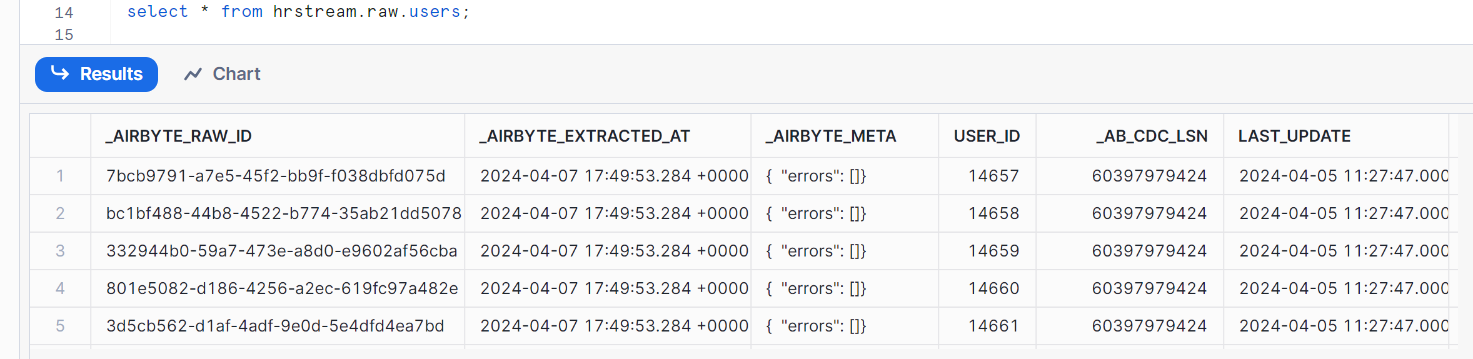 14 select * from hrstream.raw.users;
15
Results Chart
_AIRBYTE_RAW_ID _AIRBYTE_EXTRACTED_AT _AIRBYTE_META USER_ID _AB_CDC_LSN LAST_UPDATE
1 7bcb9791-a7e5-45f2-bb9f-f038dbfd075d 2024-04-07 17:49:53.284 +0000 { "errors": []} 14657 60397979424 2024-04-05 11:27:47.000
2 bc1bf488-44b8-4522-b774-35ab21dd5078 2024-04-07 17:49:53.284 +0000 { "errors": []} 14658 60397979424 2024-04-05 11:27:47.000
3 332944b0-59a7-473e-a8d0-e9602af56cba 2024-04-07 17:49:53.284 +0000 { "errors": []} 14659 60397979424 2024-04-05 11:27:47.000
4 801e5082-d186-4256-a2ec-619fc97a482e 2024-04-07 17:49:53.284 +0000 { "errors": []} 14660 60397979424 2024-04-05 11:27:47.000
5 3d5cb562-d1af-4adf-9e0d-5e4dfd4ea7bd 2024-04-07 17:49:53.284 +0000 { "errors": []} 14661 60397979424 2024-04-05 11:27:47.000